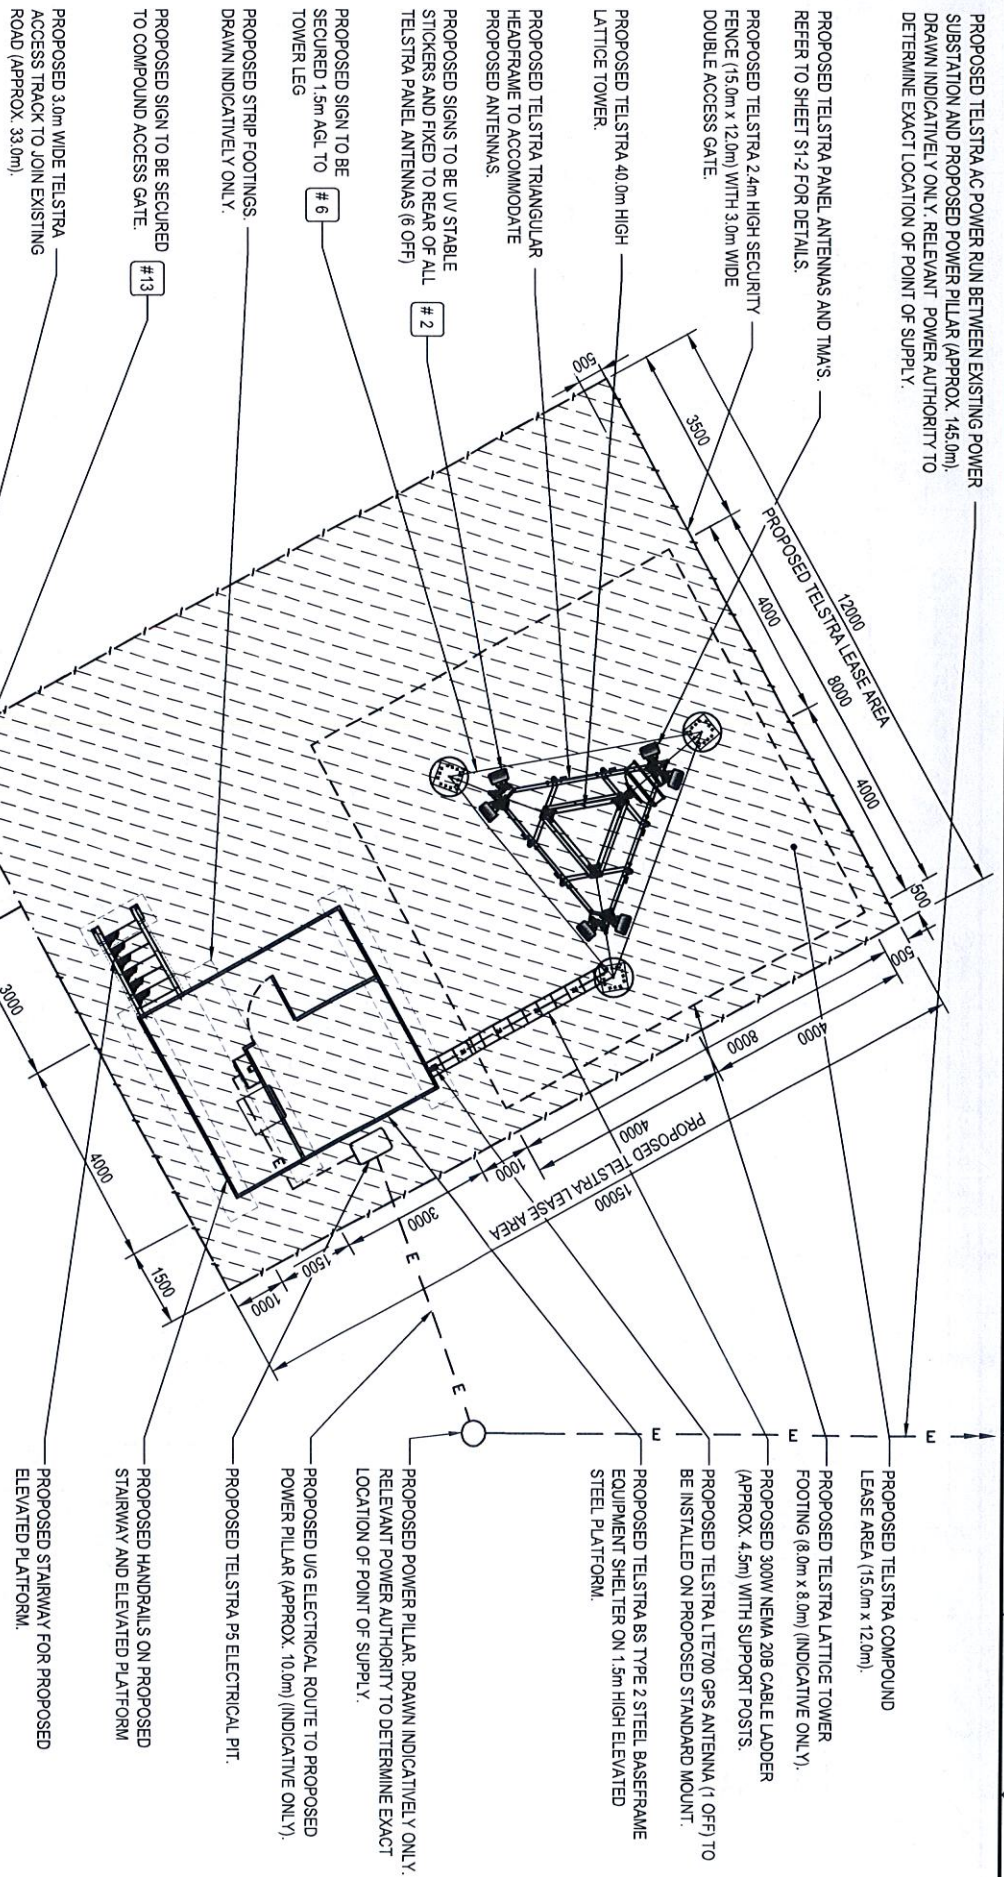 PROPOSED TELSTRA AC POWER RUN BETWEEN EXISTING POWER
SUBSTATION AND PROPOSED POWER PILLAR (APPROX. 145.0m).
DRAWN INDICATIVELY ONLY. RELEVANT POWER AUTHORITY TO
DETERMINE EXACT LOCATION OF POINT OF SUPPLY.
PROPOSED TELSTRA PANEL ANTENNAS AND TMA'S.
REFER TO SHEET S1-2 FOR DETAILS.
PROPOSED TELSTRA 2.4m HIGH SECURITY
FENCE (15.0m x 12.0m) WITH 3.0m WIDE
DOUBLE ACCESS GATE.
PROPOSED TELSTRA 40.0m HIGH
LATTICE TOWER.
PROPOSED TELSTRA TRIANGULAR
HEADFRAME TO ACCOMMODATE
PROPOSED ANTENNAS.
PROPOSED SIGNS TO BE UV STABLE
STICKERS AND FIXED TO REAR OF ALL
TELSTRA PANEL ANTENNAS (6 OFF)
# 2
PROPOSED SIGN TO BE
SECURED 1.5m AGL TO
TOWER LEG
# 6
PROPOSED STRIP FOOTINGS.
DRAWN INDICATIVELY ONLY.
PROPOSED SIGN TO BE SECURED
TO COMPOUND ACCESS GATE.
#13
PROPOSED 3.0m WIDE TELSTRA
ACCESS TRACK TO JOIN EXISTING
ROAD (APPROX. 33.0m).
12000
PROPOSED TELSTRA LEASE AREA
500
3500
8000
4000
4000
500
500
8000
4000
4000
15000
PROPOSED TELSTRA LEASE AREA
1000
3000
1500
1000
3000
4000
1500
E
E
E
E
E
E
E
PROPOSED TELSTRA COMPOUND
LEASE AREA (15.0m x 12.0m).
PROPOSED TELSTRA LATTICE TOWER
FOOTING (8.0m x 8.0m) (INDICATIVE ONLY).
PROPOSED 300W NEMA 20B CABLE LADDER
(APPROX. 4.5m) WITH SUPPORT POSTS.
PROPOSED TELSTRA LTE700 GPS ANTENNA (1 OFF) TO
BE INSTALLED ON PROPOSED STANDARD MOUNT.
PROPOSED TELSTRA BS TYPE 2 STEEL BASEFRAME
EQUIPMENT SHELTER ON 1.5m HIGH ELEVATED
STEEL PLATFORM.
PROPOSED POWER PILLAR. DRAWN INDICATIVELY ONLY.
RELEVANT POWER AUTHORITY TO DETERMINE EXACT
LOCATION OF POINT OF SUPPLY.
PROPOSED U/G ELECTRICAL ROUTE TO PROPOSED
POWER PILLAR (APPROX. 10.0m) (INDICATIVE ONLY).
PROPOSED TELSTRA P5 ELECTRICAL PIT.
PROPOSED HANDRAILS ON PROPOSED
STAIRWAY AND ELEVATED PLATFORM
PROPOSED STAIRWAY FOR PROPOSED
ELEVATED PLATFORM.